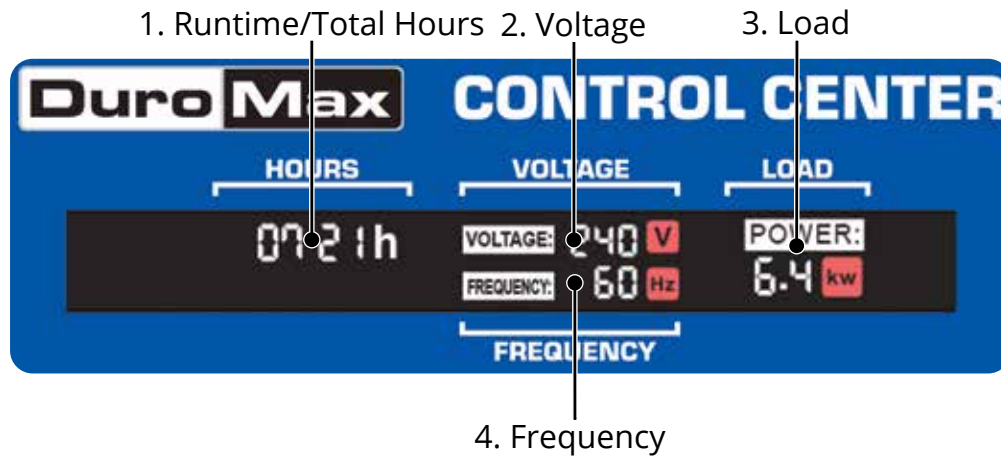 1. Runtime/Total Hours 2. Voltage 3. Load
DuroMax CONTROL CENTER
HOURS VOLTAGE LOAD
VOLTAGE: 240 V POWER:
FREQUENCY: 60 Hz 6.4 kw
FREQUENCY
4. Frequency